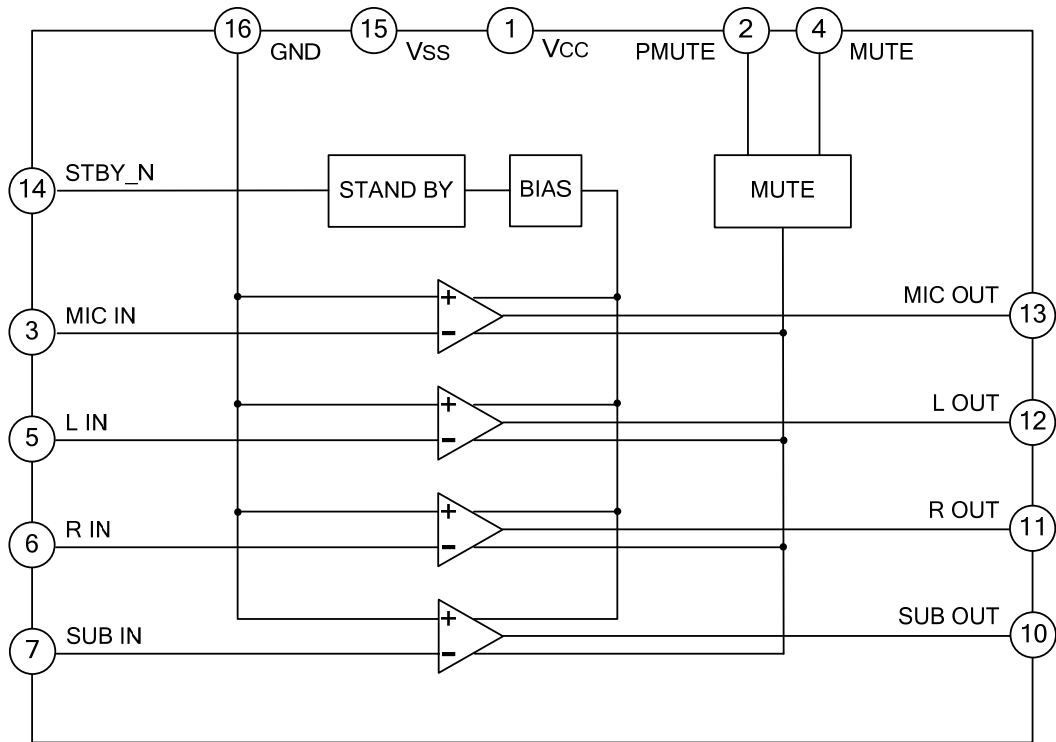 16
15
1
2
4
GND
VSS
VCC
PMUTE
MUTE
14
STBY_N
STAND BY
BIAS
MUTE
3
MIC IN
+
-
MIC OUT
13
5
L IN
+
-
L OUT
12
6
R IN
+
-
R OUT
11
7
SUB IN
+
-
SUB OUT
10